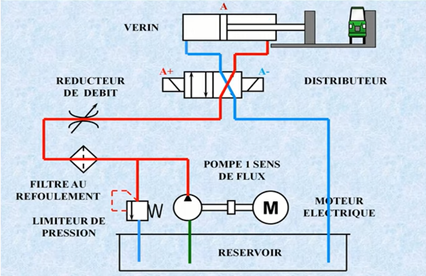 A
VERIN
REDUCTEUR
DE DEBIT
A+
A-
DISTRIBUTEUR
POMPE 1 SENS
DE FLUX
FILTRE AU
REFOULEMENT
LIMITEUR DE
PRESSION
M
MOTEUR
ELECTRIQUE
RESERVOIR